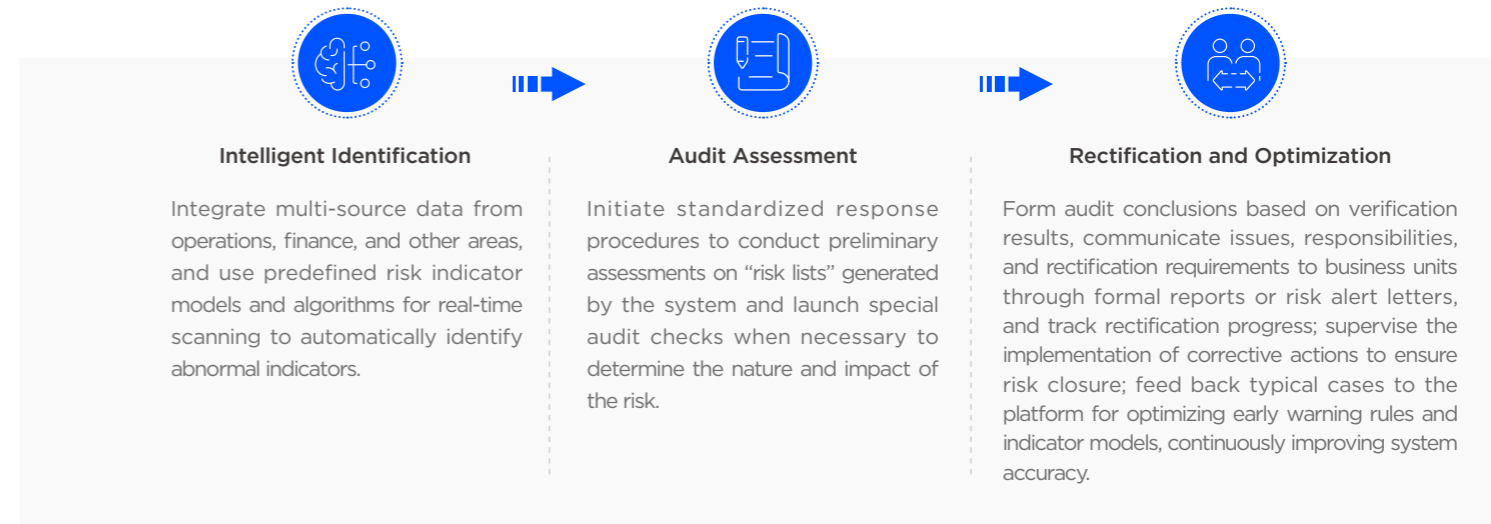 Intelligent Identification
Integrate multi-source data from
operations, finance, and other areas,
and use predefined risk indicator
models and algorithms for real-time
scanning to automatically identify
abnormal indicators.
Audit Assessment
Initiate standardized response
procedures to conduct preliminary
assessments on “risk lists” generated
by the system and launch special
audit checks when necessary to
determine the nature and impact of
the risk.
Rectification and Optimization
Form audit conclusions based on verification
results, communicate issues, responsibilities,
and rectification requirements to business units
through formal reports or risk alert letters,
and track rectification progress; supervise the
implementation of corrective actions to ensure
risk closure; feed back typical cases to the
platform for optimizing early warning rules and
indicator models, continuously improving system
accuracy.